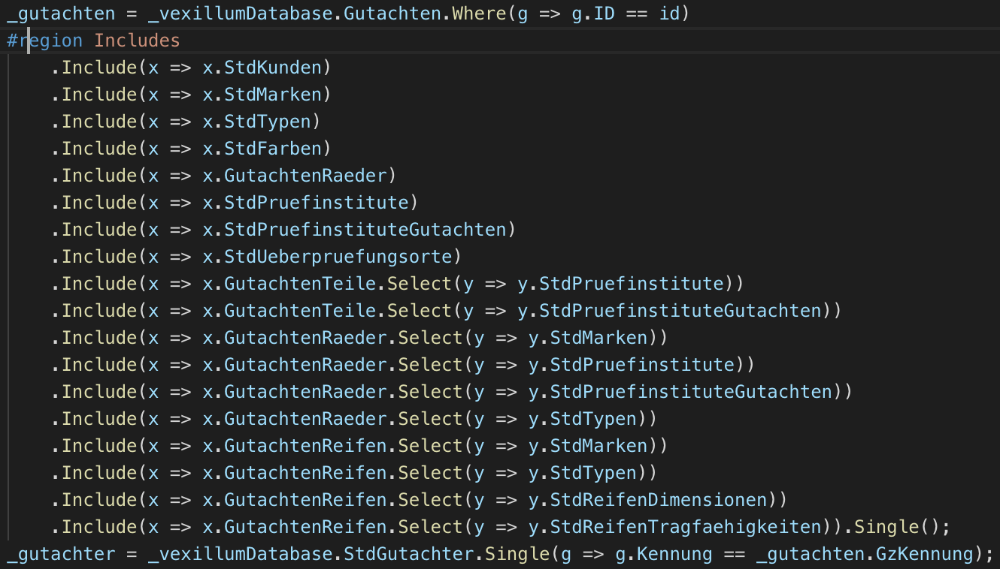 _gutachten = _vexillumDatabase.Gutachten.Where(g => g.ID == id)
#region Includes
.Include(x => x.StdKunden)
.Include(x => x.StdMarken)
.Include(x => x.StdTypen)
.Include(x => x.StdFarben)
.Include(x => x.GutachtenRaeder)
.Include(x => x.StdPruefinstitute)
.Include(x => x.StdPruefinstituteGutachten)
.Include(x => x.StdUeberpruefungsorte)
.Include(x => x.GutachtenTeile.Select(y => y.StdPruefinstitute))
.Include(x => x.GutachtenTeile.Select(y => y.StdPruefinstituteGutachten))
.Include(x => x.GutachtenRaeder.Select(y => y.StdMarken))
.Include(x => x.GutachtenRaeder.Select(y => y.StdPruefinstitute))
.Include(x => x.GutachtenRaeder.Select(y => y.StdPruefinstituteGutachten))
.Include(x => x.GutachtenRaeder.Select(y => y.StdTypen))
.Include(x => x.GutachtenReifen.Select(y => y.StdMarken))
.Include(x => x.GutachtenReifen.Select(y => y.StdTypen))
.Include(x => x.GutachtenReifen.Select(y => y.StdReifenDimensionen))
.Include(x => x.GutachtenReifen.Select(y => y.StdReifenTragfaehigkeiten)).Single();
_gutachter = _vexillumDatabase.StdGutachter.Single(g => g.Kennung == _gutachten.GzKennung);